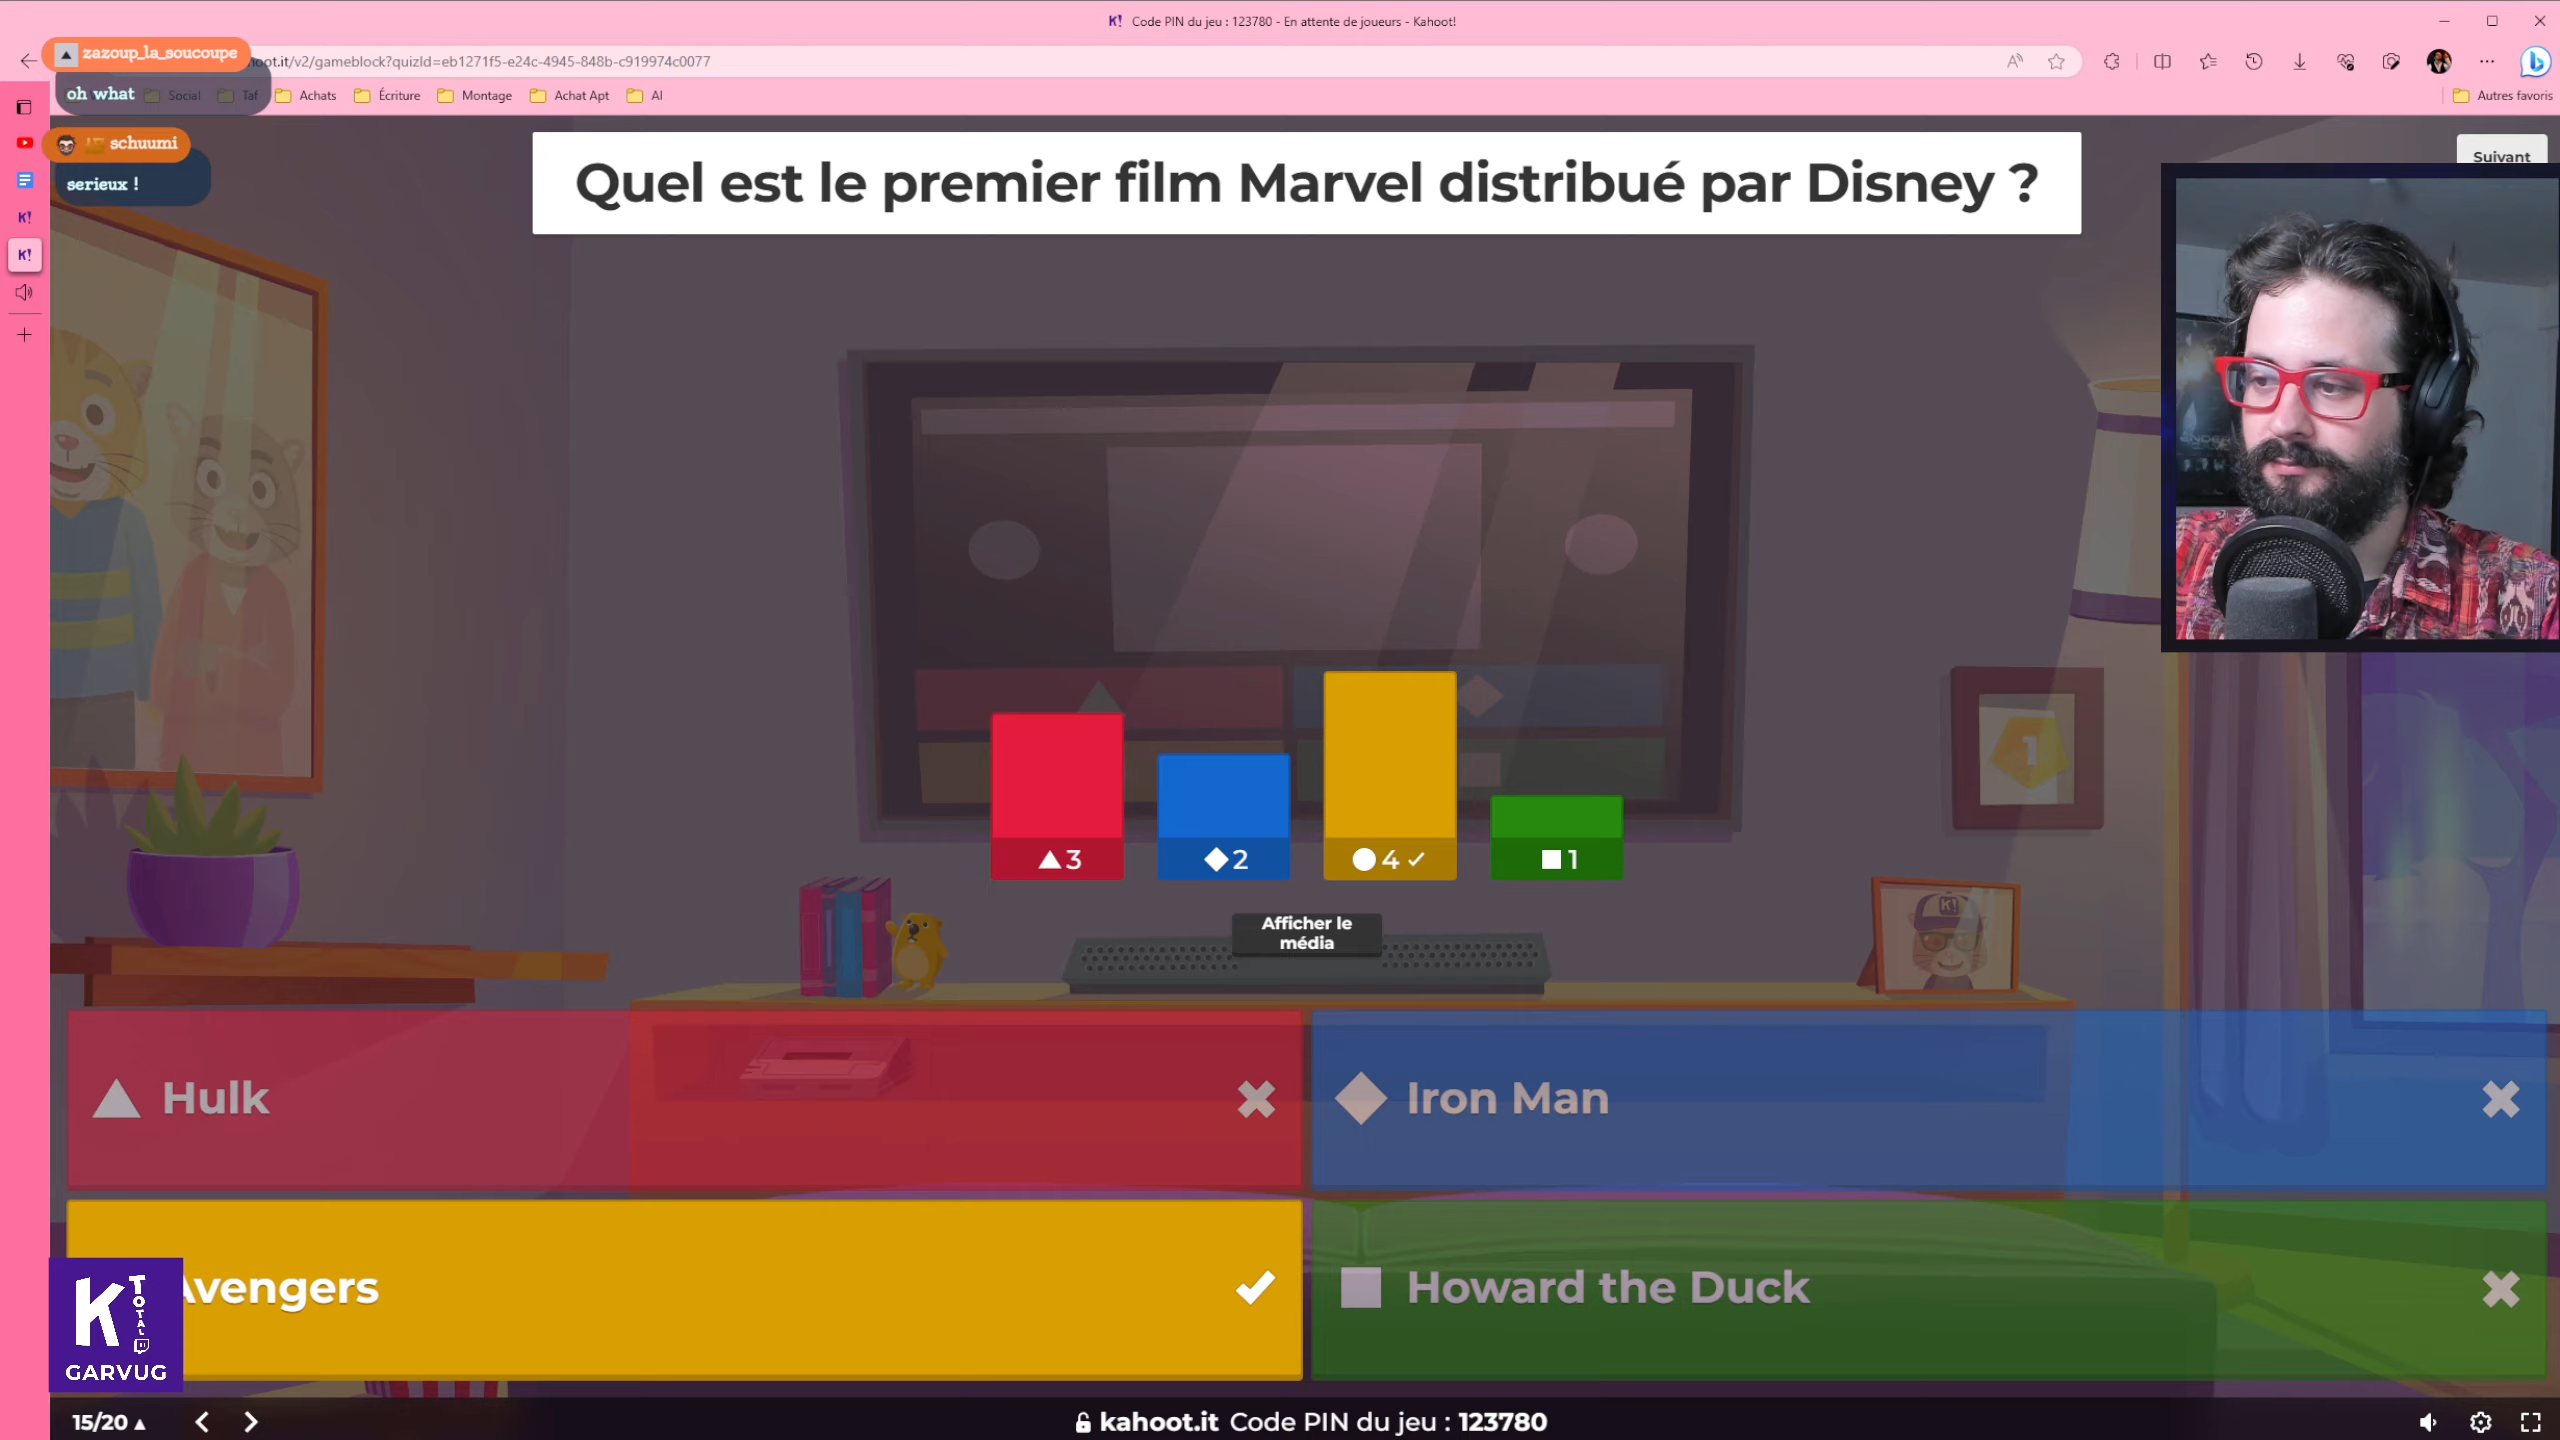 K! Code PIN du jeu : 123780 - En attente de joueurs - Kahoot!
zazoup_la_soucoupe
oot.it/v2/gameblock?quizId=eb1271f5-e24c-4945-848b-c919974c0077
oh what
Social
Taf
Achats
Écriture
Montage
Achat Apt
AI
Autres favoris
schuumi
serieux !
Quel est le premier film Marvel distribué par Disney ?
Suivant
K!
K!
1
3
2
4
1
Afficher le
média
K!
Hulk
Iron Man
Avengers
Howard the Duck
K TOTAL
GARVUG
15/20
kahoot.it Code PIN du jeu : 123780